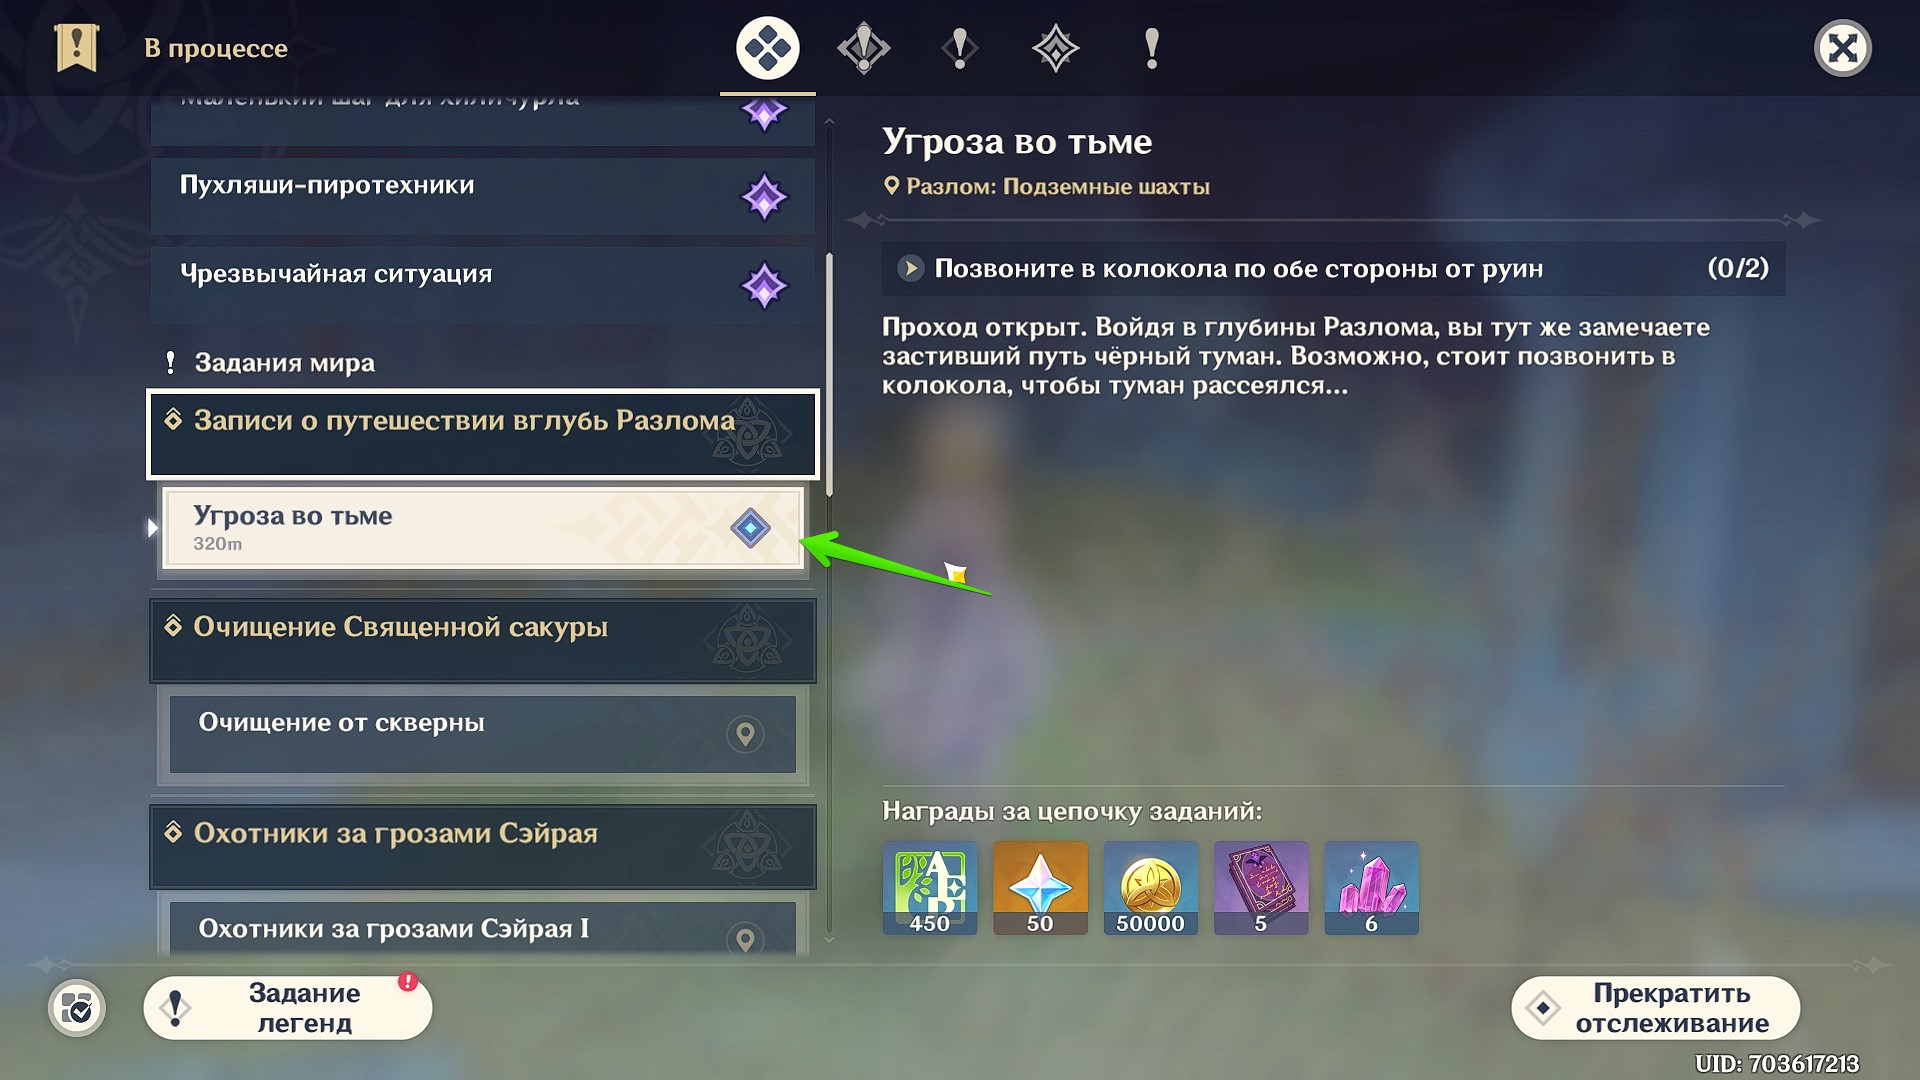 В процессе
Маленький шаг для хиличурла
Пухляши-пиротехники
Чрезвычайная ситуация
Задания мира
Записи о путешествии вглубь Разлома
Угроза во тьме
320m
Очищение Священной сакуры
Очищение от скверны
Охотники за грозами Сэйрая
Охотники за грозами Сэйрая I
Задание
легенд
Угроза во тьме
Разлом: Подземные шахты
Позвоните в колокола по обе стороны от руин (0/2)
Проход открыт. Войдя в глубины Разлома, вы тут же замечаете
застивший путь чёрный туман. Возможно, стоит позвонить в
колокола, чтобы туман рассеялся...
Награды за цепочку заданий:
450 50 50000 5 6
Прекратить
отслеживание
UID: 703617213